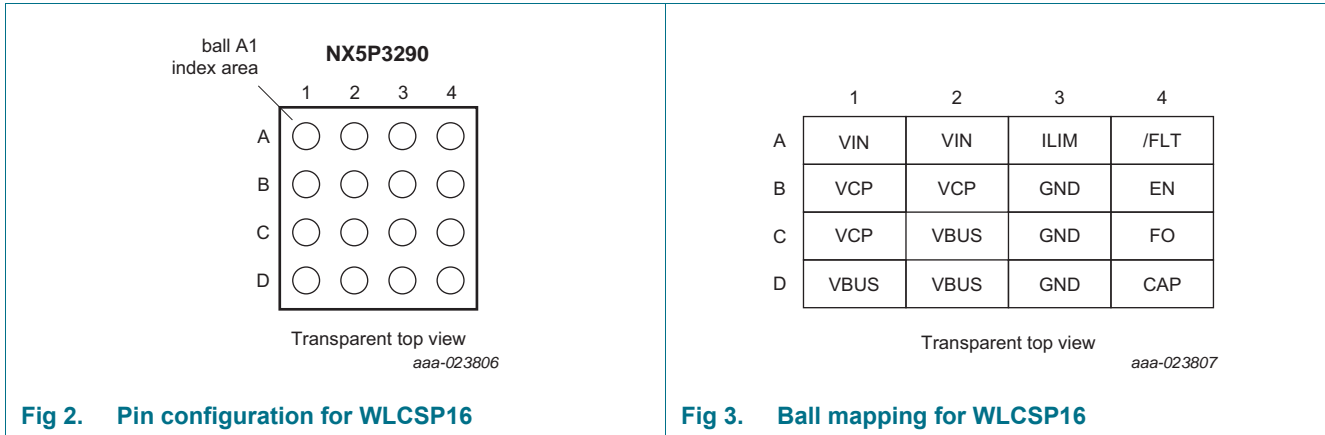 ball A1
index area
NX5P3290
1 2 3 4
A
B
C
D
Transparent top view
aaa-023806
Fig 2. Pin configuration for WLCSP16
1 2 3 4
A VIN VIN ILIM /FLT
B VCP VCP GND EN
C VCP VBUS GND FO
D VBUS VBUS GND CAP
Transparent top view
aaa-023807
Fig 3. Ball mapping for WLCSP16